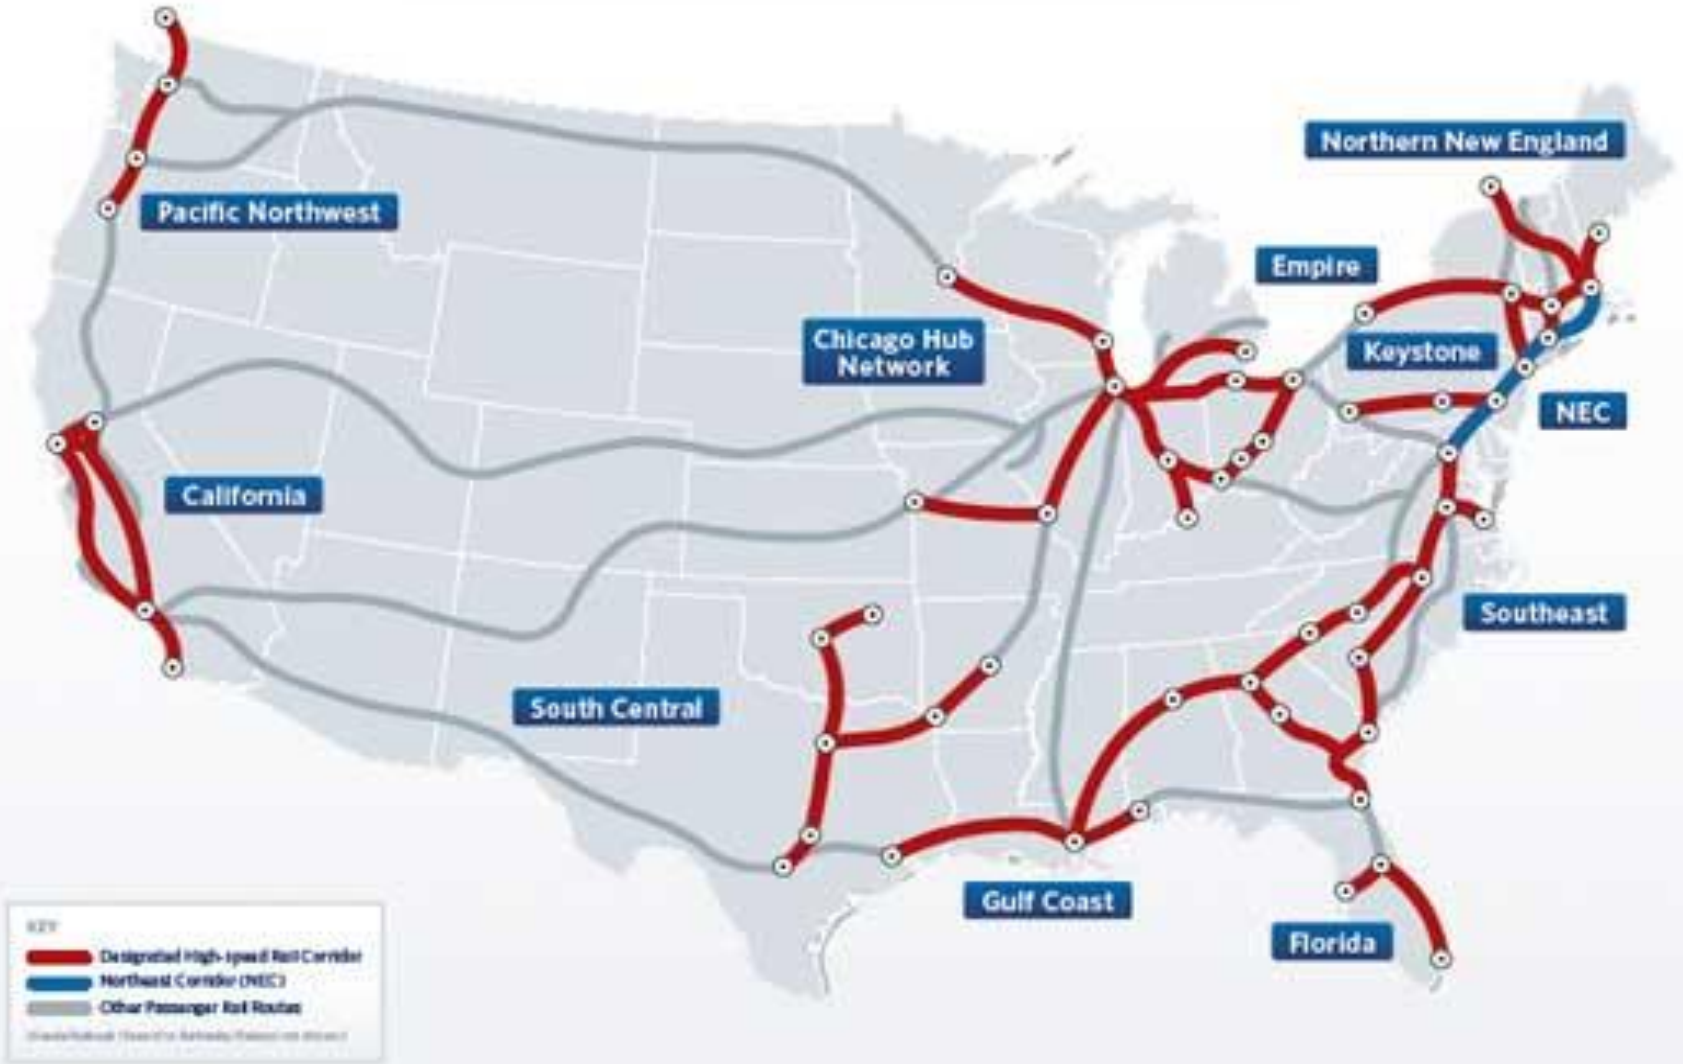 Northern New England
Pacific Northwest
Empire
Chicago Hub
Network
Keystone
NEC
California
Southeast
South Central
Gulf Coast
Florida
KEY
Designated High-speed Rail Corridor
Northeast Corridor (NEC)
Other Passenger Rail Routes